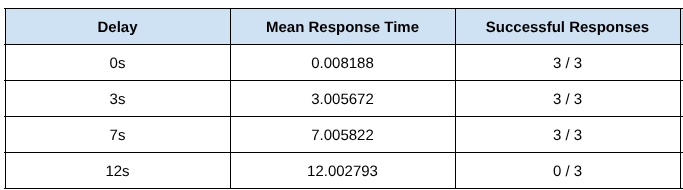 Delay Mean Response Time Successful Responses
0s 0.008188 3 / 3
3s 3.005672 3 / 3
7s 7.005822 3 / 3
12s 12.002793 0 / 3